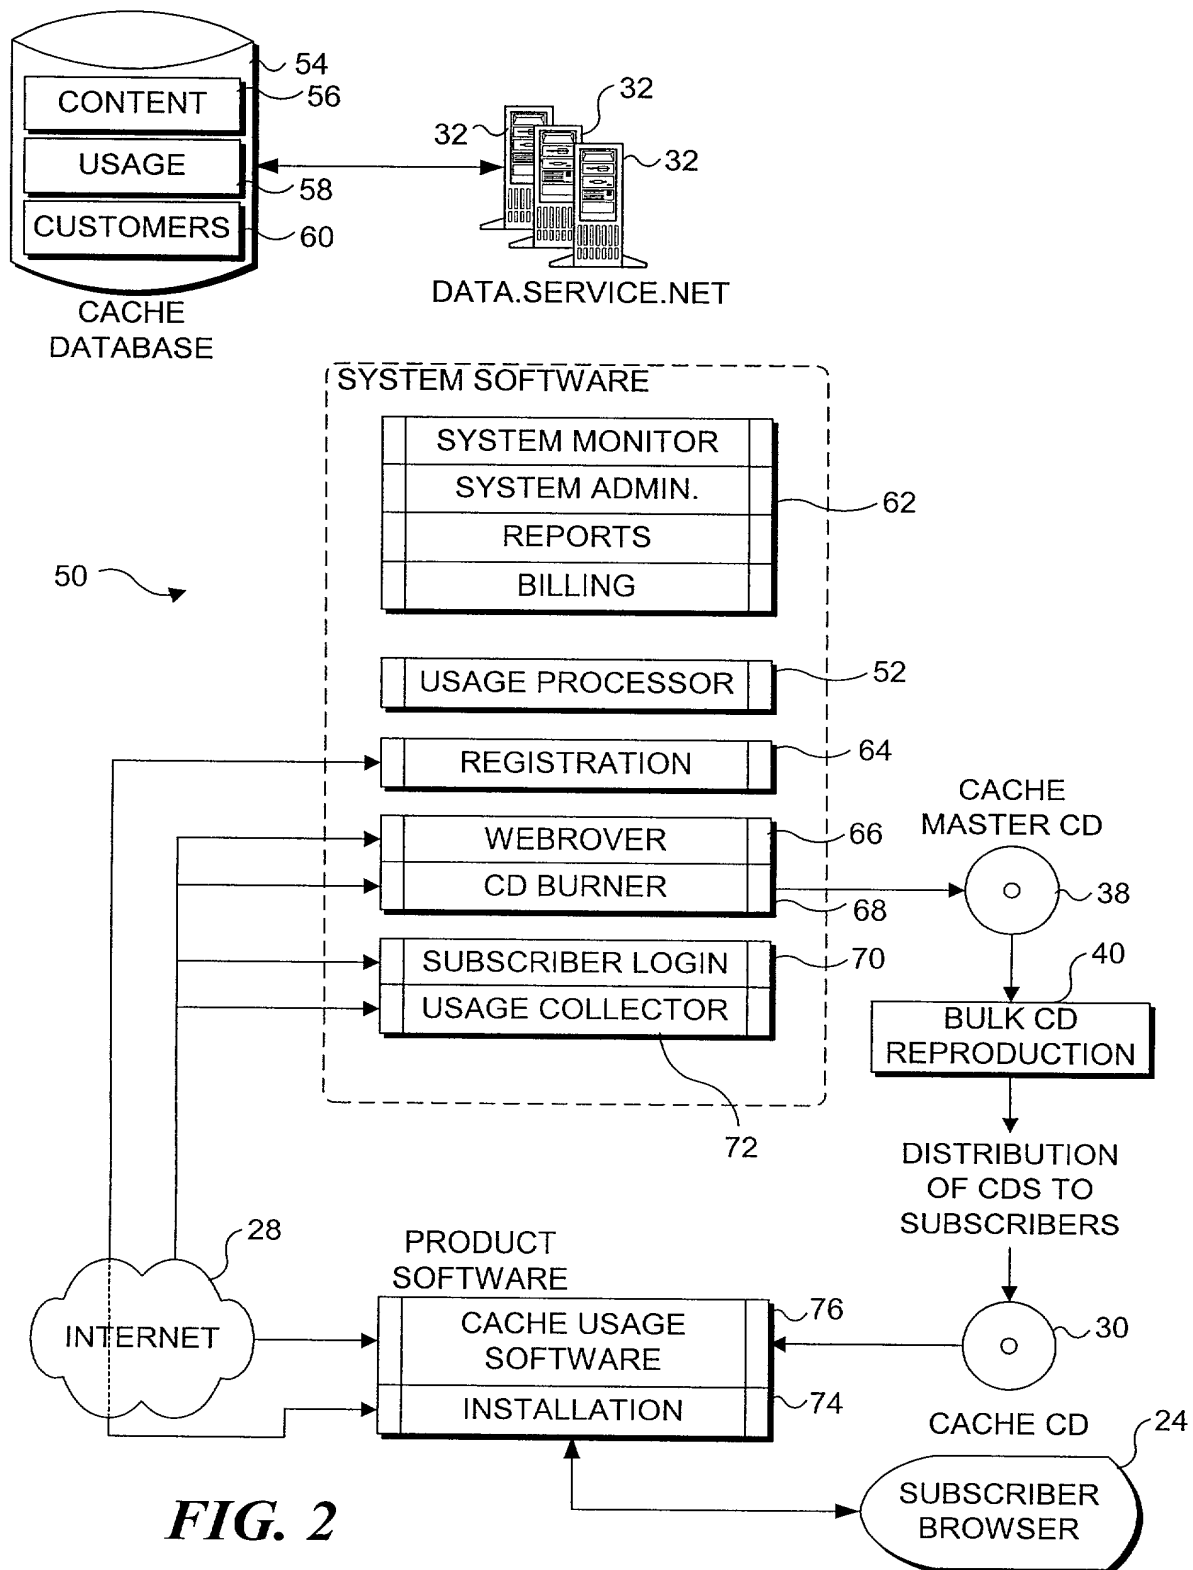 54
CONTENT
56
USAGE
58
CUSTOMERS
60
CACHE
DATABASE
32
32
32
DATA.SERVICE.NET
SYSTEM SOFTWARE
SYSTEM MONITOR
SYSTEM ADMIN.
REPORTS
BILLING
62
50
USAGE PROCESSOR
52
REGISTRATION
64
WEBROVER
66
CD BURNER
68
CACHE
MASTER CD
38
SUBSCRIBER LOGIN
70
USAGE COLLECTOR
72
40
BULK CD
REPRODUCTION
DISTRIBUTION
OF CDS TO
SUBSCRIBERS
28
INTERNET
PRODUCT
SOFTWARE
CACHE USAGE
SOFTWARE
76
INSTALLATION
74
30
CACHE CD
24
SUBSCRIBER
BROWSER
FIG. 2